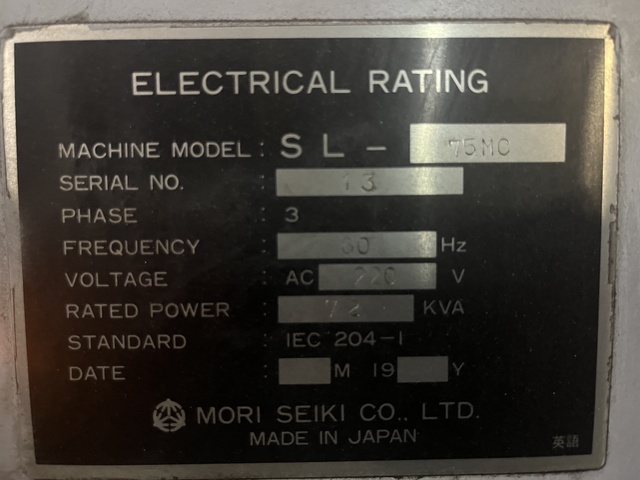 ELECTRICAL RATING
MACHINE MODEL : SL - 75MC
SERIAL NO. : 13
PHASE : 3
FREQUENCY : 60 Hz
VOLTAGE : AC 220 V
RATED POWER : KVA
STANDARD : IEC 204-1
DATE : M 19 Y
MORI SEIKI CO., LTD.
MADE IN JAPAN
英語